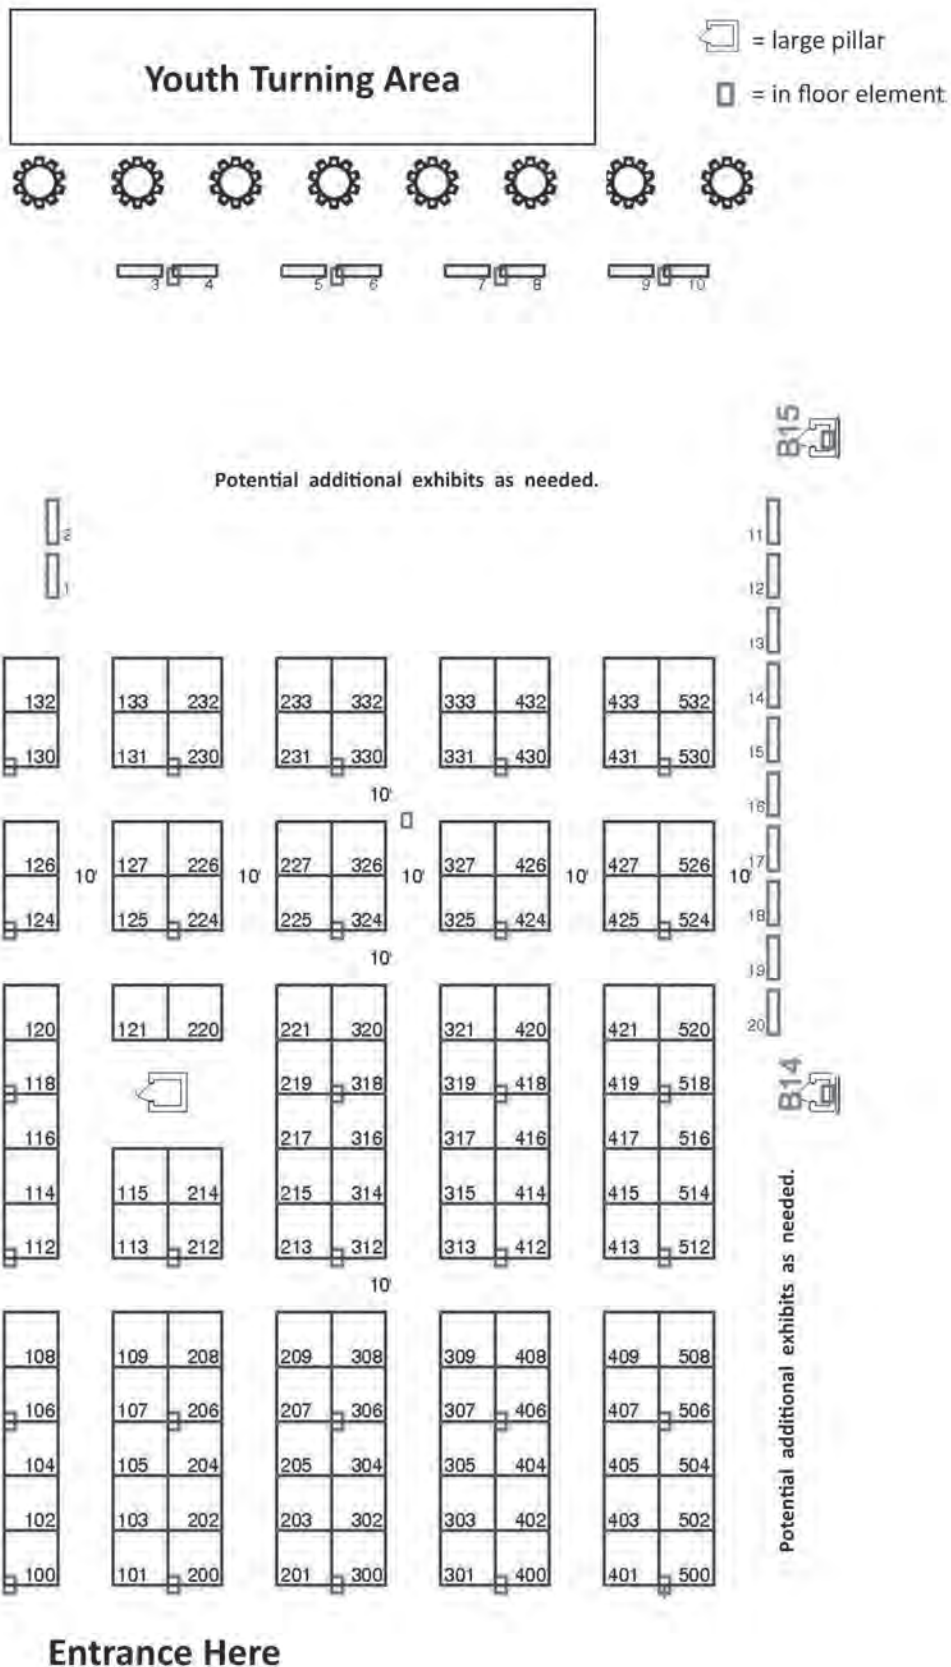 Youth Turning Area
= large pillar
= in floor element
3 4 5 6 7 8 9 10
B15
Potential additional exhibits as needed.
2
11
1
12
13
132 133 232 233 332 333 432 433 532
14
130 131 230 231 330 331 430 431 530
15
10'
16
126 127 226 227 326 327 426 427 526
17
10' 10' 10' 10' 10'
124 125 224 225 324 325 424 425 524
18
10'
19
120 121 220 221 320 321 420 421 520
20
118 219 318 319 418 419 518
B14
116 217 316 317 416 417 516
114 115 214 215 314 315 414 415 514
112 113 212 213 312 313 412 413 512
10'
Potential additional exhibits as needed.
108 109 208 209 308 309 408 409 508
106 107 206 207 306 307 406 407 506
104 105 204 205 304 305 404 405 504
102 103 202 203 302 303 402 403 502
100 101 200 201 300 301 400 401 500
Entrance Here